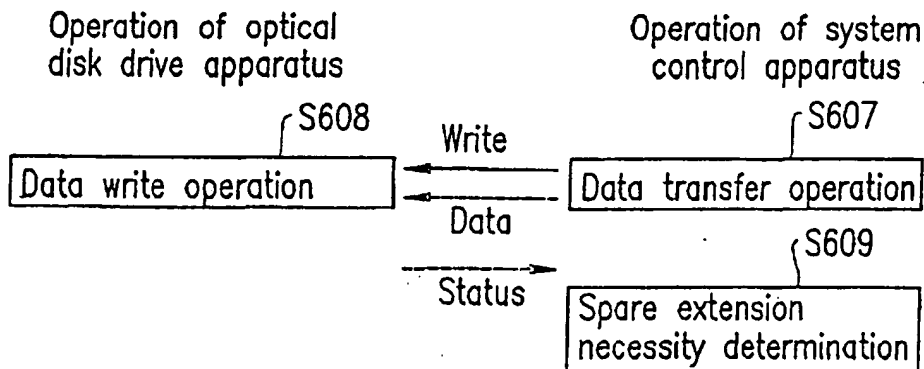 Operation of optical
disk drive apparatus
Operation of system
control apparatus
S608
S607
Write
Data write operation
Data transfer operation
Data
S609
Status
Spare extension
necessity determination